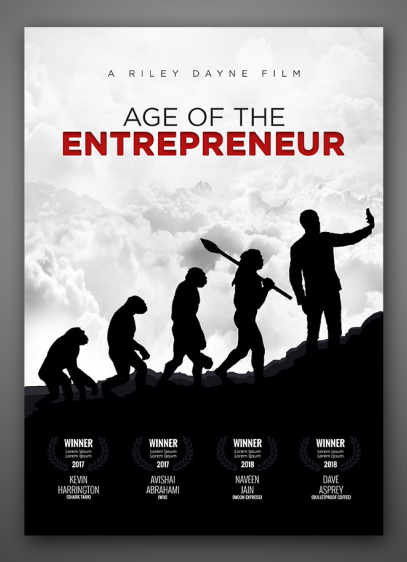 A RILEY DAYNE FILM
AGE OF THE
ENTREPRENEUR
WINNER
Lorem Ipsum
Lorem Ipsum
2017
KEVIN
HARRINGTON
(SHARK TANK)
WINNER
Lorem Ipsum
Lorem Ipsum
2017
AVISHAI
ABRAHAMI
(WIX)
WINNER
Lorem Ipsum
Lorem Ipsum
2018
NAVEEN
JAIN
(MOON EXPRESS)
WINNER
Lorem Ipsum
Lorem Ipsum
2018
DAVE
ASPREY
(BULLETPROOF COFFEE)